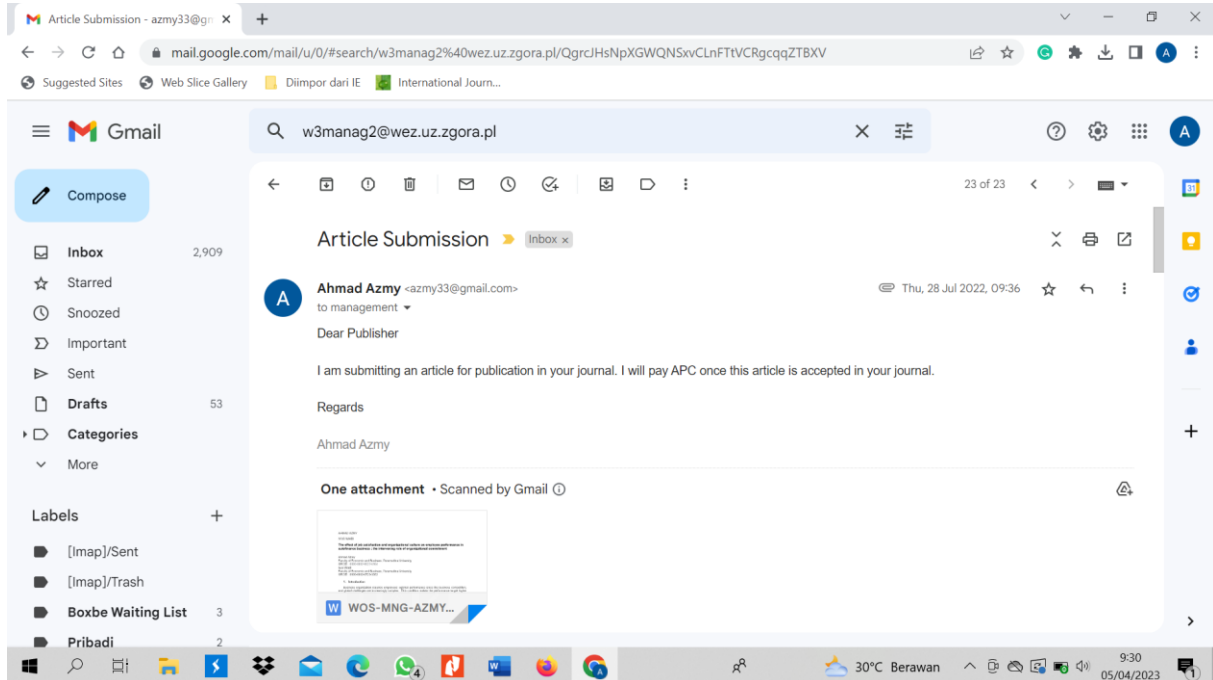 Article Submission - azmy33@gm
mail.google.com/mail/u/0/#search/w3manag2%40wez.uz.zgora.pl/QgrcJHsNpXGWQNSxvCLnFTtVCRgcqqZTBXV
A
Suggested Sites Web Slice Gallery Diimpor dari IE International Journ...
Gmail
w3manag2@wez.uz.zgora.pl
A
Compose
23 of 23
31
Article Submission Inbox x
Inbox 2,909
Starred
Snoozed
Important
Sent
Drafts 53
Categories
More
A
Ahmad Azmy <azmy33@gmail.com>
Thu, 28 Jul 2022, 09:36
to management
Dear Publisher
I am submitting an article for publication in your journal. I will pay APC once this article is accepted in your journal.
Regards
Ahmad Azmy
One attachment • Scanned by Gmail
W WOS-MNG-AZMY...
Labels
[Imap]/Sent
[Imap]/Trash
Boxbe Waiting List 3
Pribadi 2
4
30°C Berawan
9:30
05/04/2023
1